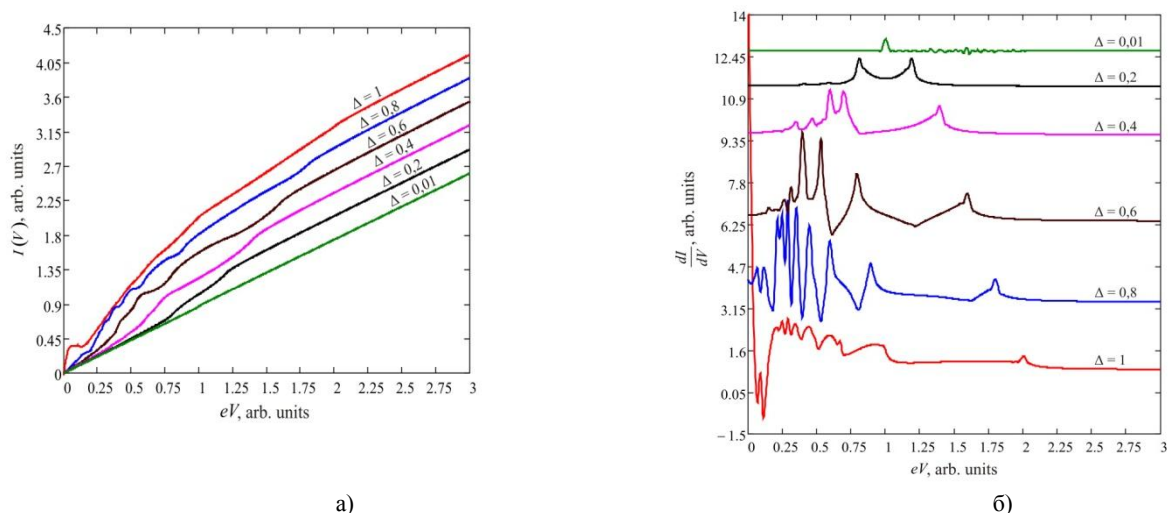 4.5
4.05
3.6
3.15
2.7
2.25
1.8
1.35
0.9
0.45
0
I(V), arb. units
Δ = 1
Δ = 0,8
Δ = 0,6
Δ = 0,4
Δ = 0,2
Δ = 0,01
0 0.25 0.5 0.75 1 1.25 1.5 1.75 2 2.25 2.5 2.75 3
eV, arb. units
а)
14
12.45
10.9
9.35
7.8
6.25
4.7
3.15
1.6
0.05
– 1.5
dI
dV
, arb. units
Δ = 0,01
Δ = 0,2
Δ = 0,4
Δ = 0,6
Δ = 0,8
Δ = 1
0 0.25 0.5 0.75 1 1.25 1.5 1.75 2 2.25 2.5 2.75 3
eV, arb. units
б)